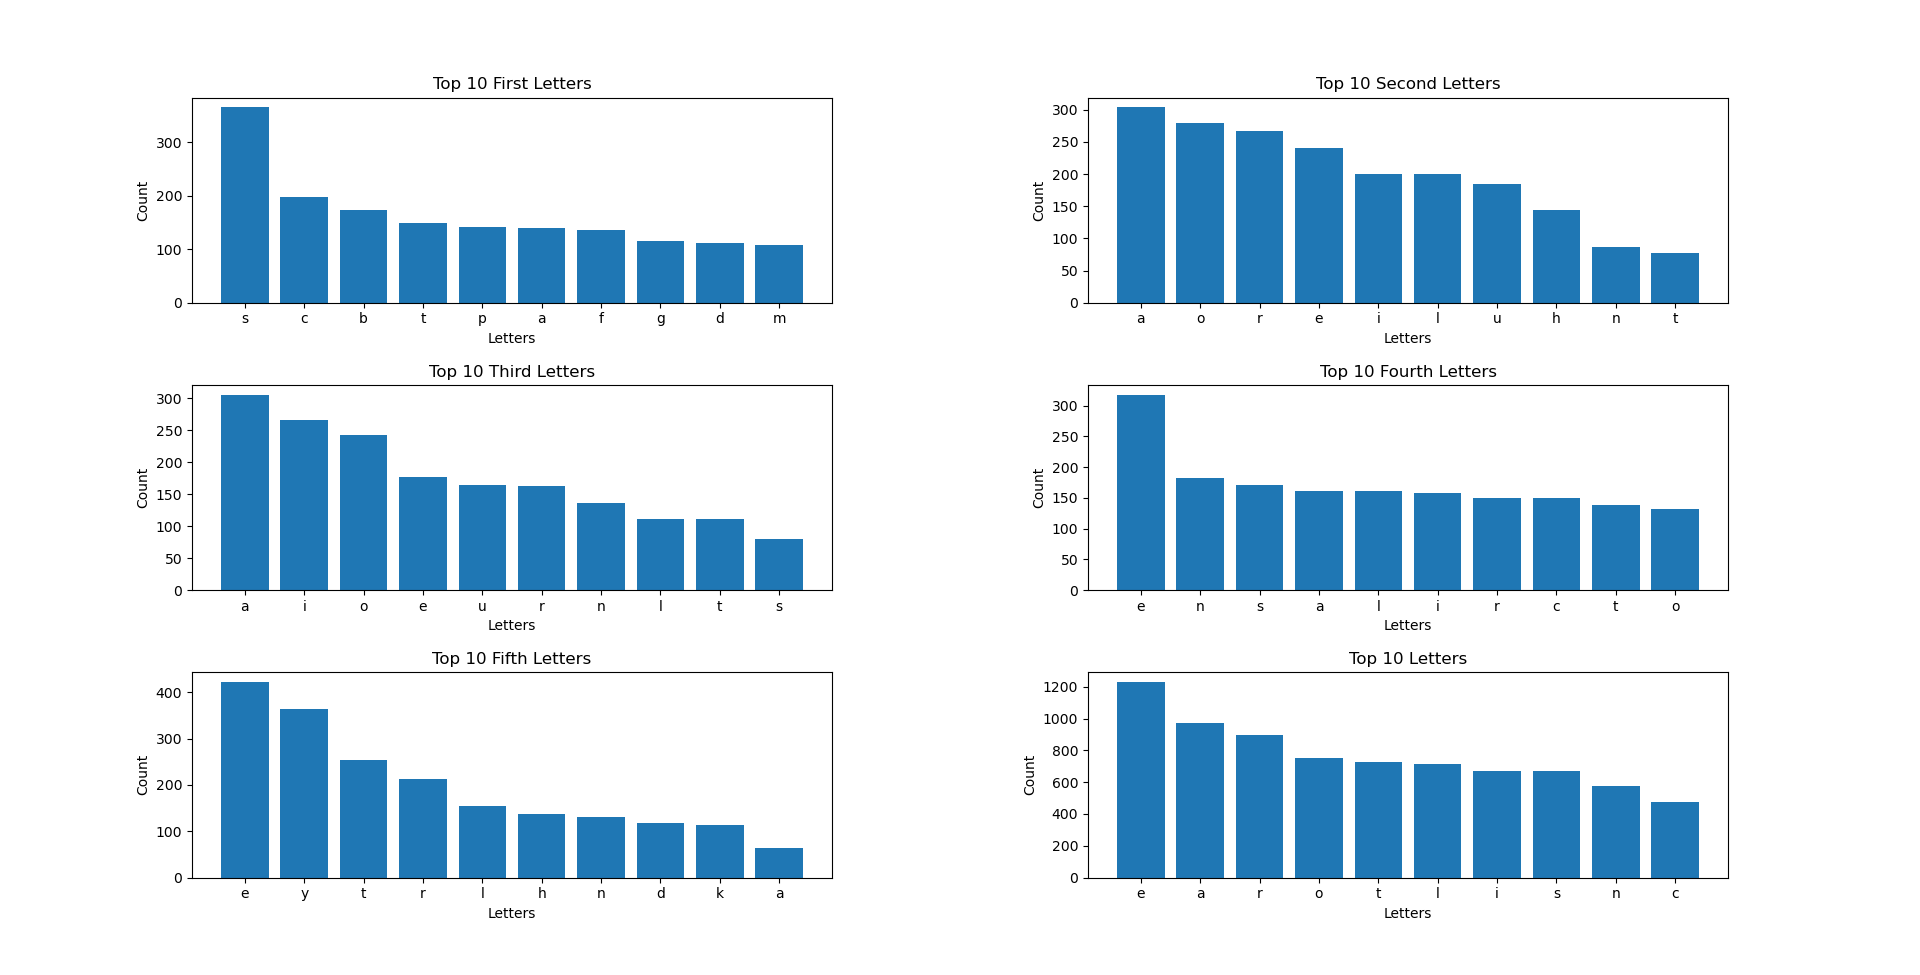 Top 10 First Letters
Count
300
200
100
0
s c b t p a f g d m
Letters
Top 10 Second Letters
Count
300
250
200
150
100
50
0
a o r e i l u h n t
Letters
Top 10 Third Letters
Count
300
250
200
150
100
50
0
a i o e u r n l t s
Letters
Top 10 Fourth Letters
Count
300
250
200
150
100
50
0
e n s a l i r c t o
Letters
Top 10 Fifth Letters
Count
400
300
200
100
0
e y t r l h n d k a
Letters
Top 10 Letters
Count
1200
1000
800
600
400
200
0
e a r o t l i s n c
Letters